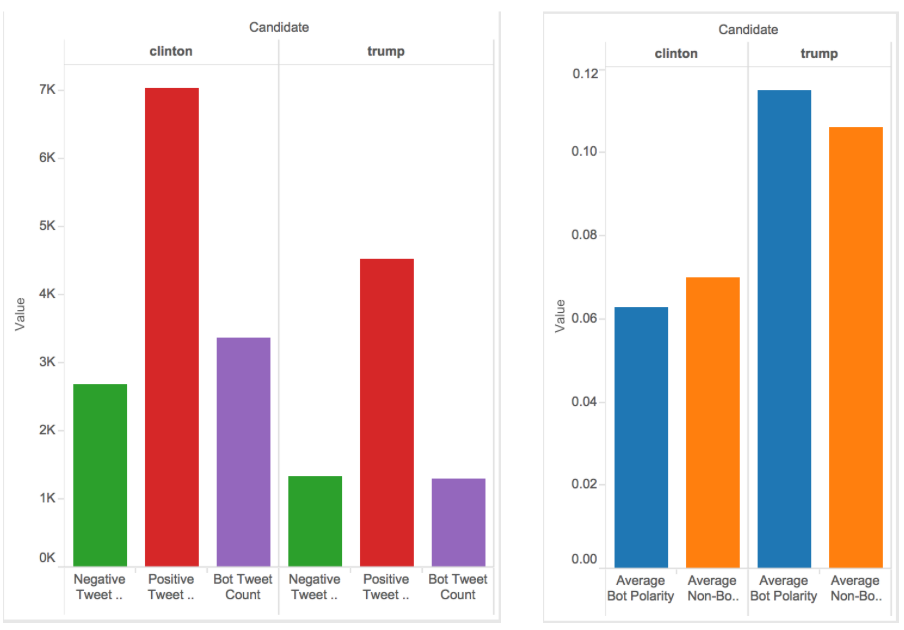 Candidate
clinton trump
7K
6K
5K
4K
3K
2K
1K
0K
Value
Negative Tweet .. Positive Tweet .. Bot Tweet Count Negative Tweet .. Positive Tweet .. Bot Tweet Count
Candidate
clinton trump
0.12
0.10
0.08
0.06
0.04
0.02
0.00
Value
Average Bot Polarity Average Non-Bo.. Average Bot Polarity Average Non-Bo..